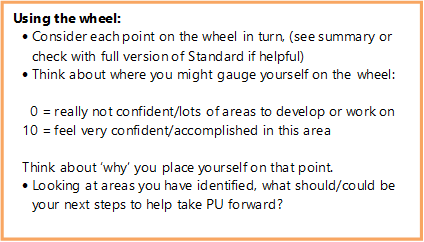 Using the wheel:
• Consider each point on the wheel in turn, (see summary or
check with full version of Standard if helpful)
• Think about where you might gauge yourself on the wheel:
0 = really not confident/lots of areas to develop or work on
10 = feel very confident/accomplished in this area
Think about ‘why’ you place yourself on that point.
• Looking at areas you have identified, what should/could be
your next steps to help take PU forward?